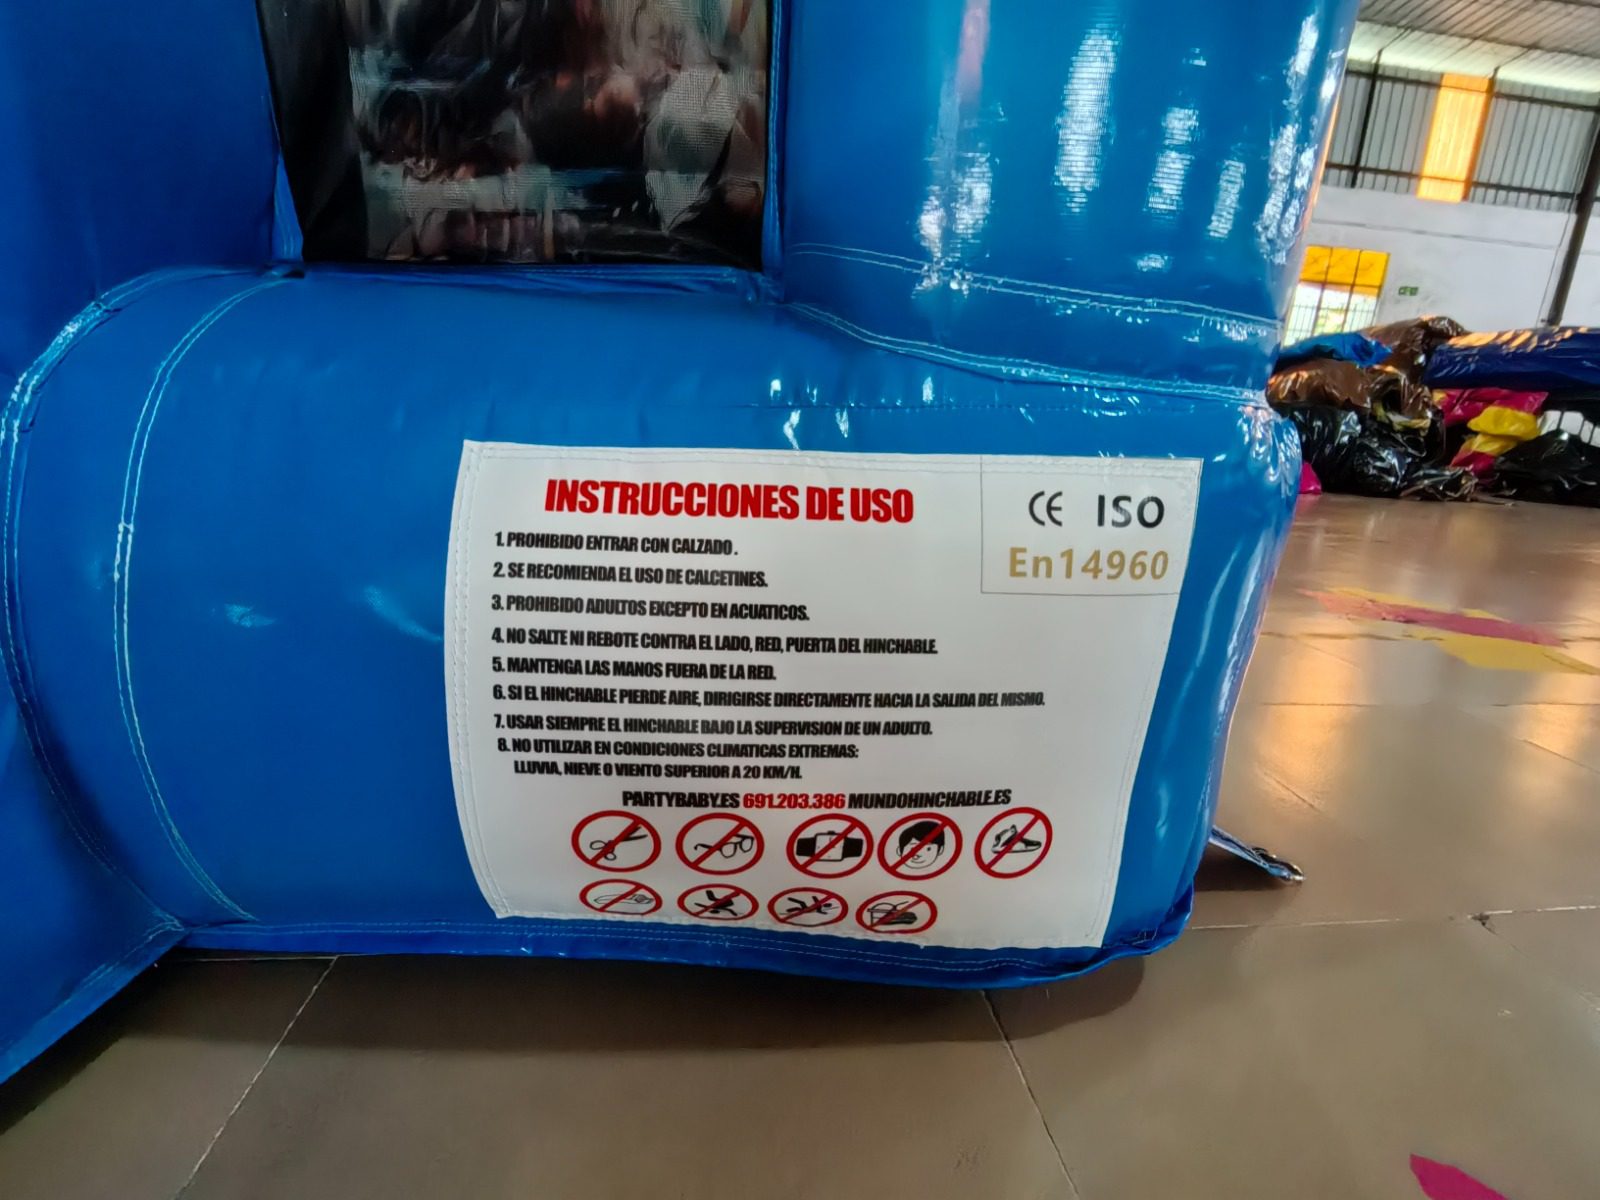 INSTRUCCIONES DE USO
CE ISO
En14960
1. PROHIBIDO ENTRAR CON CALZADO.
2. SE RECOMIENDA EL USO DE CALCETINES.
3. PROHIBIDO ADULTOS EXCEPTO EN ACUATICOS.
4. NO SALTE NI REBOTE CONTRA EL LADO, RED, PUERTA DEL HINCHABLE.
5. MANTENGA LAS MANOS FUERA DE LA RED.
6. SI EL HINCHABLE PIERDE AIRE, DIRIGIRSE DIRECTAMENTE HACIA LA SALIDA DEL MISMO.
7. USAR SIEMPRE EL HINCHABLE BAJO LA SUPERVISION DE UN ADULTO.
8. NO UTILIZAR EN CONDICIONES CLIMATICAS EXTREMAS:
LLUVIA, NIEVE O VIENTO SUPERIOR A 20 KM/H.
PARTYBABY.ES 691.203.386 MUNDOHINCHABLE.ES